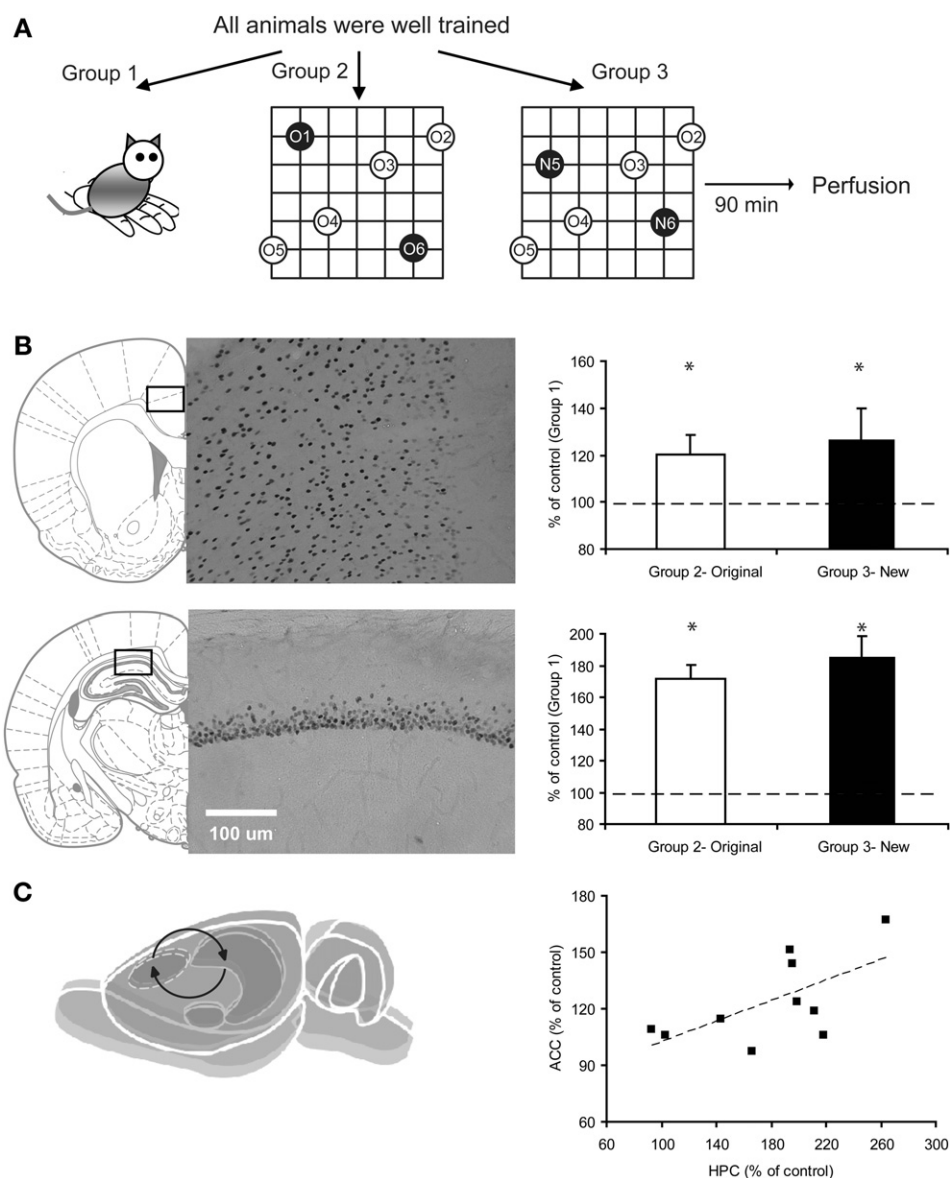 A
All animals were well trained
Group 1
Group 2
Group 3
O1
O2
O3
O4
O5
O6
O2
N5
O3
O4
N6
O5
90 min
Perfusion
B
% of control (Group 1)
160
140
120
100
80
*
*
Group 2- Original
Group 3- New
100 um
% of control (Group 1)
200
180
160
140
120
100
80
*
*
Group 2- Original
Group 3- New
C
ACC (% of control)
180
150
120
90
60
60
100
140
180
220
260
300
HPC (% of control)